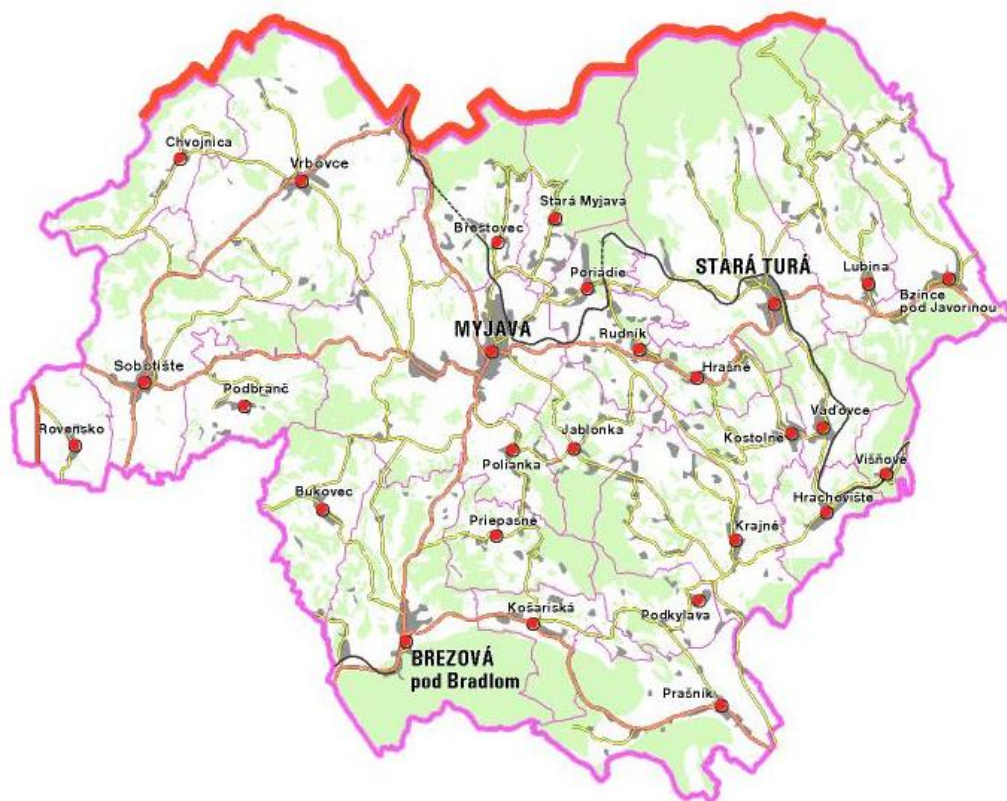 Chvojnica
Vrbovce
Stará Myjava
Brestovec
Poriadie
STARÁ TURÁ
Lubina
Bzince
pod Javorinou
MYJAVA
Rudník
Hrašné
Sobotište
Podbranč
Rovensko
Jablonka
Polianka
Kostolné
Vaďovce
Višňové
Bukovec
Priepasné
Hrachovište
Krajné
Košariská
Podkylava
BREZOVÁ
pod Bradlom
Prašník